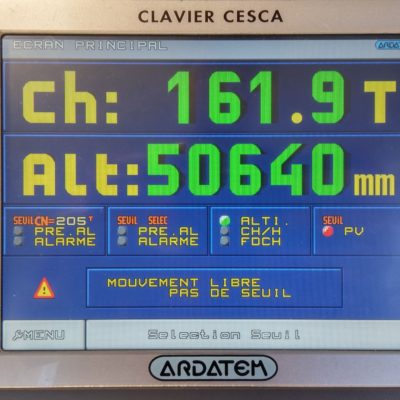 CLAVIER CESCA
ECRAN PRINCIPAL
ARDATEM
Ch: 161.9 T
Alt:50640 mm
SEUIL CN=205T
PRE.AL
ALARME
SEUIL SELEC
PRE.AL
ALARME
ALTI.
CH/H
FOCH
SEUIL
PV
MOUVEMENT LIBRE
PAS DE SEUIL
MENU
Selection Seuil
ARDATEM